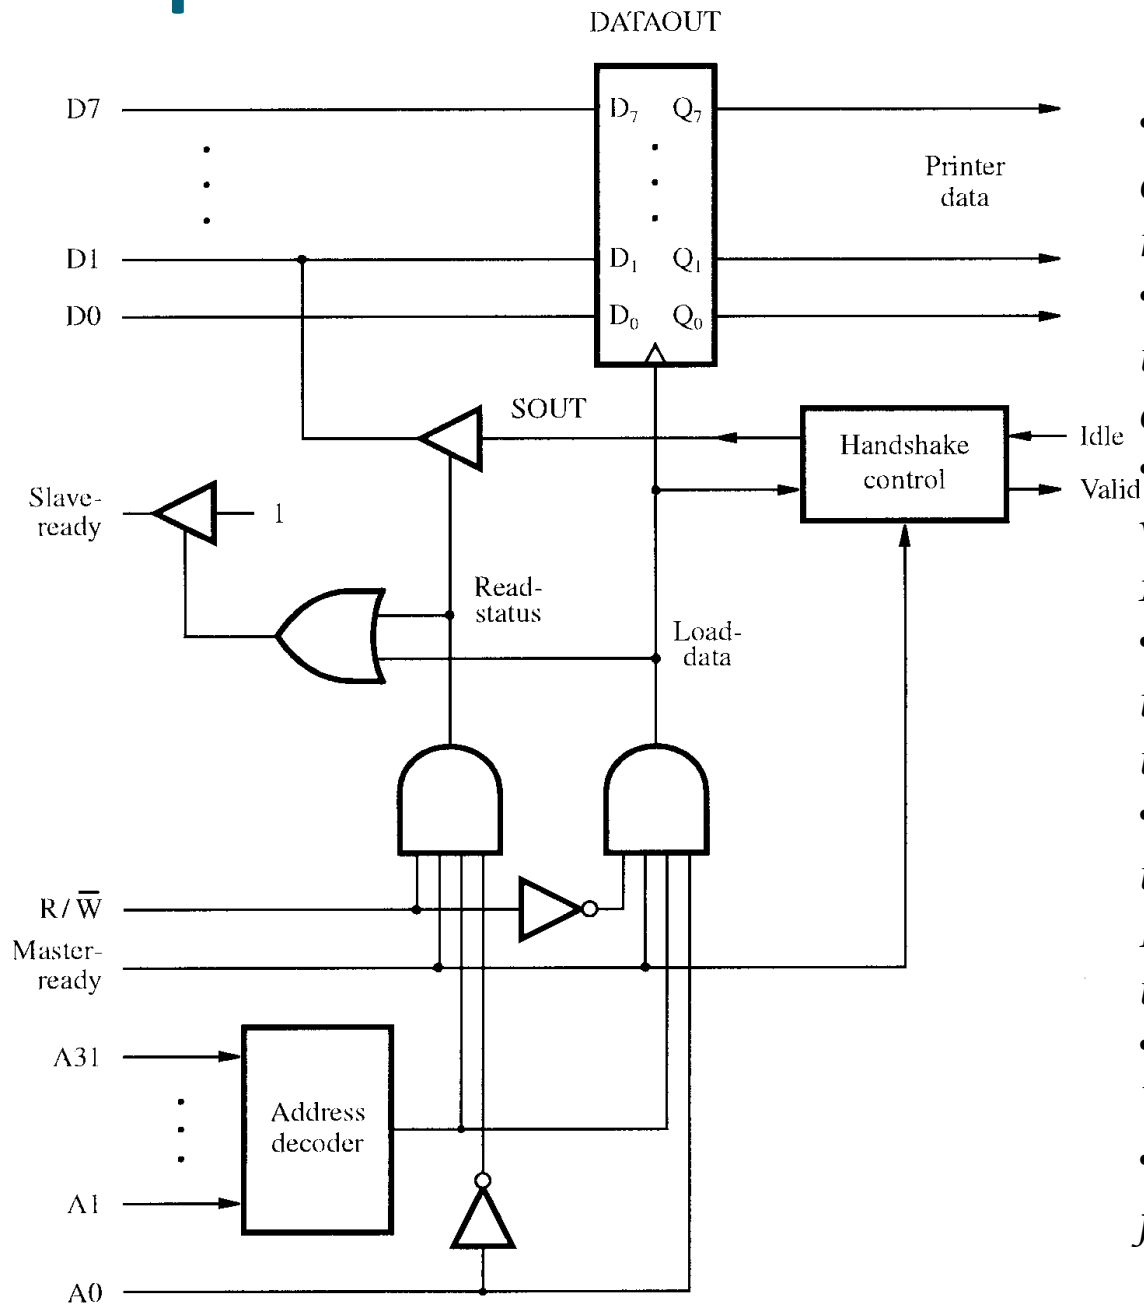 DATAOUT
D7
D₇ Q₇
Printer
data
D1
D₁ Q₁
D0
D₀ Q₀
SOUT
Handshake
control
Idle
Valid
Slave-
ready
1
Read-
status
Load-
data
R / W̅
Master-
ready
A31
Address
decoder
A1
A0